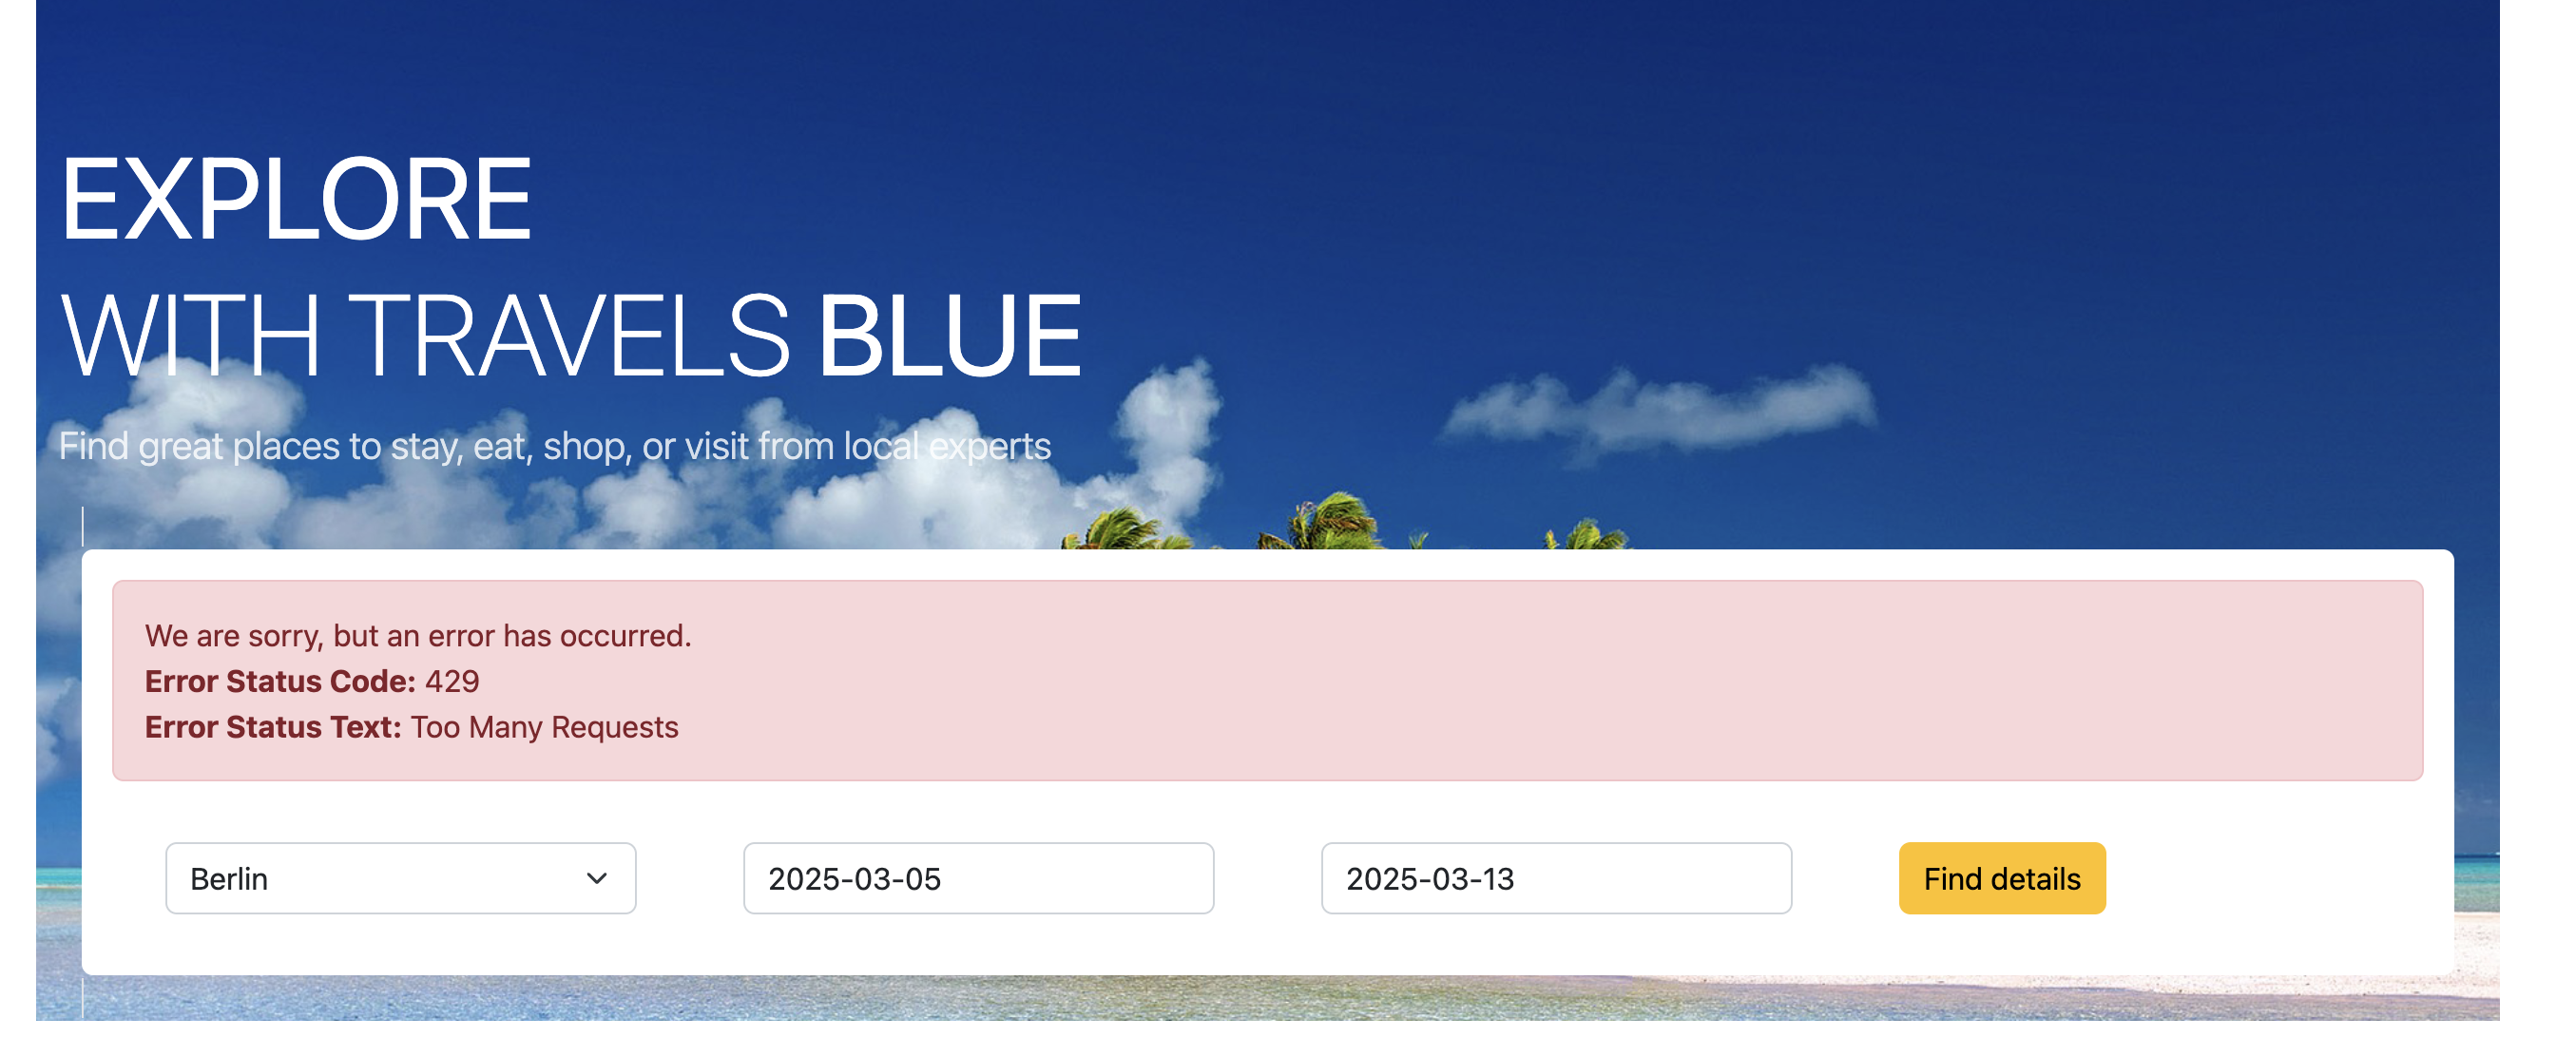 EXPLORE
WITH TRAVELS BLUE
Find great places to stay, eat, shop, or visit from local experts
We are sorry, but an error has occurred.
Error Status Code: 429
Error Status Text: Too Many Requests
Berlin
2025-03-05
2025-03-13
Find details